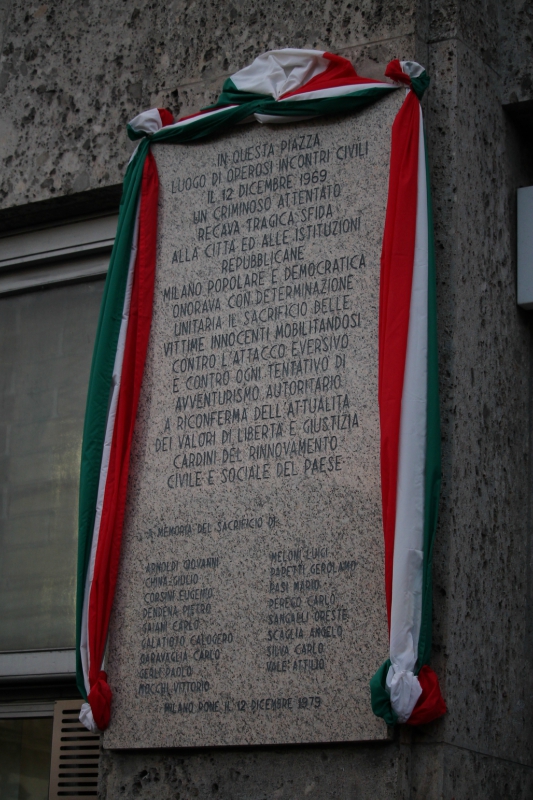 IN QUESTA PIAZZA
LUOGO DI OPEROSI INCONTRI CIVILI
IL 12 DICEMBRE 1969
UN CRIMINOSO ATTENTATO
RECAVA TRAGICA SFIDA
ALLA CITTÀ ED ALLE ISTITUZIONI
REPUBBLICANE
MILANO POPOLARE E DEMOCRATICA
ONORAVA CON DETERMINAZIONE
UNITARIA IL SACRIFICIO DELLE
VITTIME INNOCENTI MOBILITANDOSI
CONTRO L'ATTACCO EVERSIVO
E CONTRO OGNI TENTATIVO DI
AVVENTURISMO AUTORITARIO
A RICONFERMA DELL'ATTUALITÀ
DEI VALORI DI LIBERTÀ E GIUSTIZIA
CARDINI DEL RINNOVAMENTO
CIVILE E SOCIALE DEL PAESE
A MEMORIA DEL SACRIFICIO DI
ARNOLDI GIOVANNI
CHINA GIULIO
CORSINI EUGENIO
DENDENA PIETRO
GAIANI CARLO
GALATIOTO CALOGERO
GARAVAGLIA CARLO
GERLI PAOLO
MOCCHI VITTORIO
MELONI LUIGI
PAPETTI GEROLAMO
PASI MARIO
PEREGO CARLO
SANGALLI ORESTE
SCAGLIA ANGELO
SILVA CARLO
VALÈ ATTILIO
MILANO PONE IL 12 DICEMBRE 1979